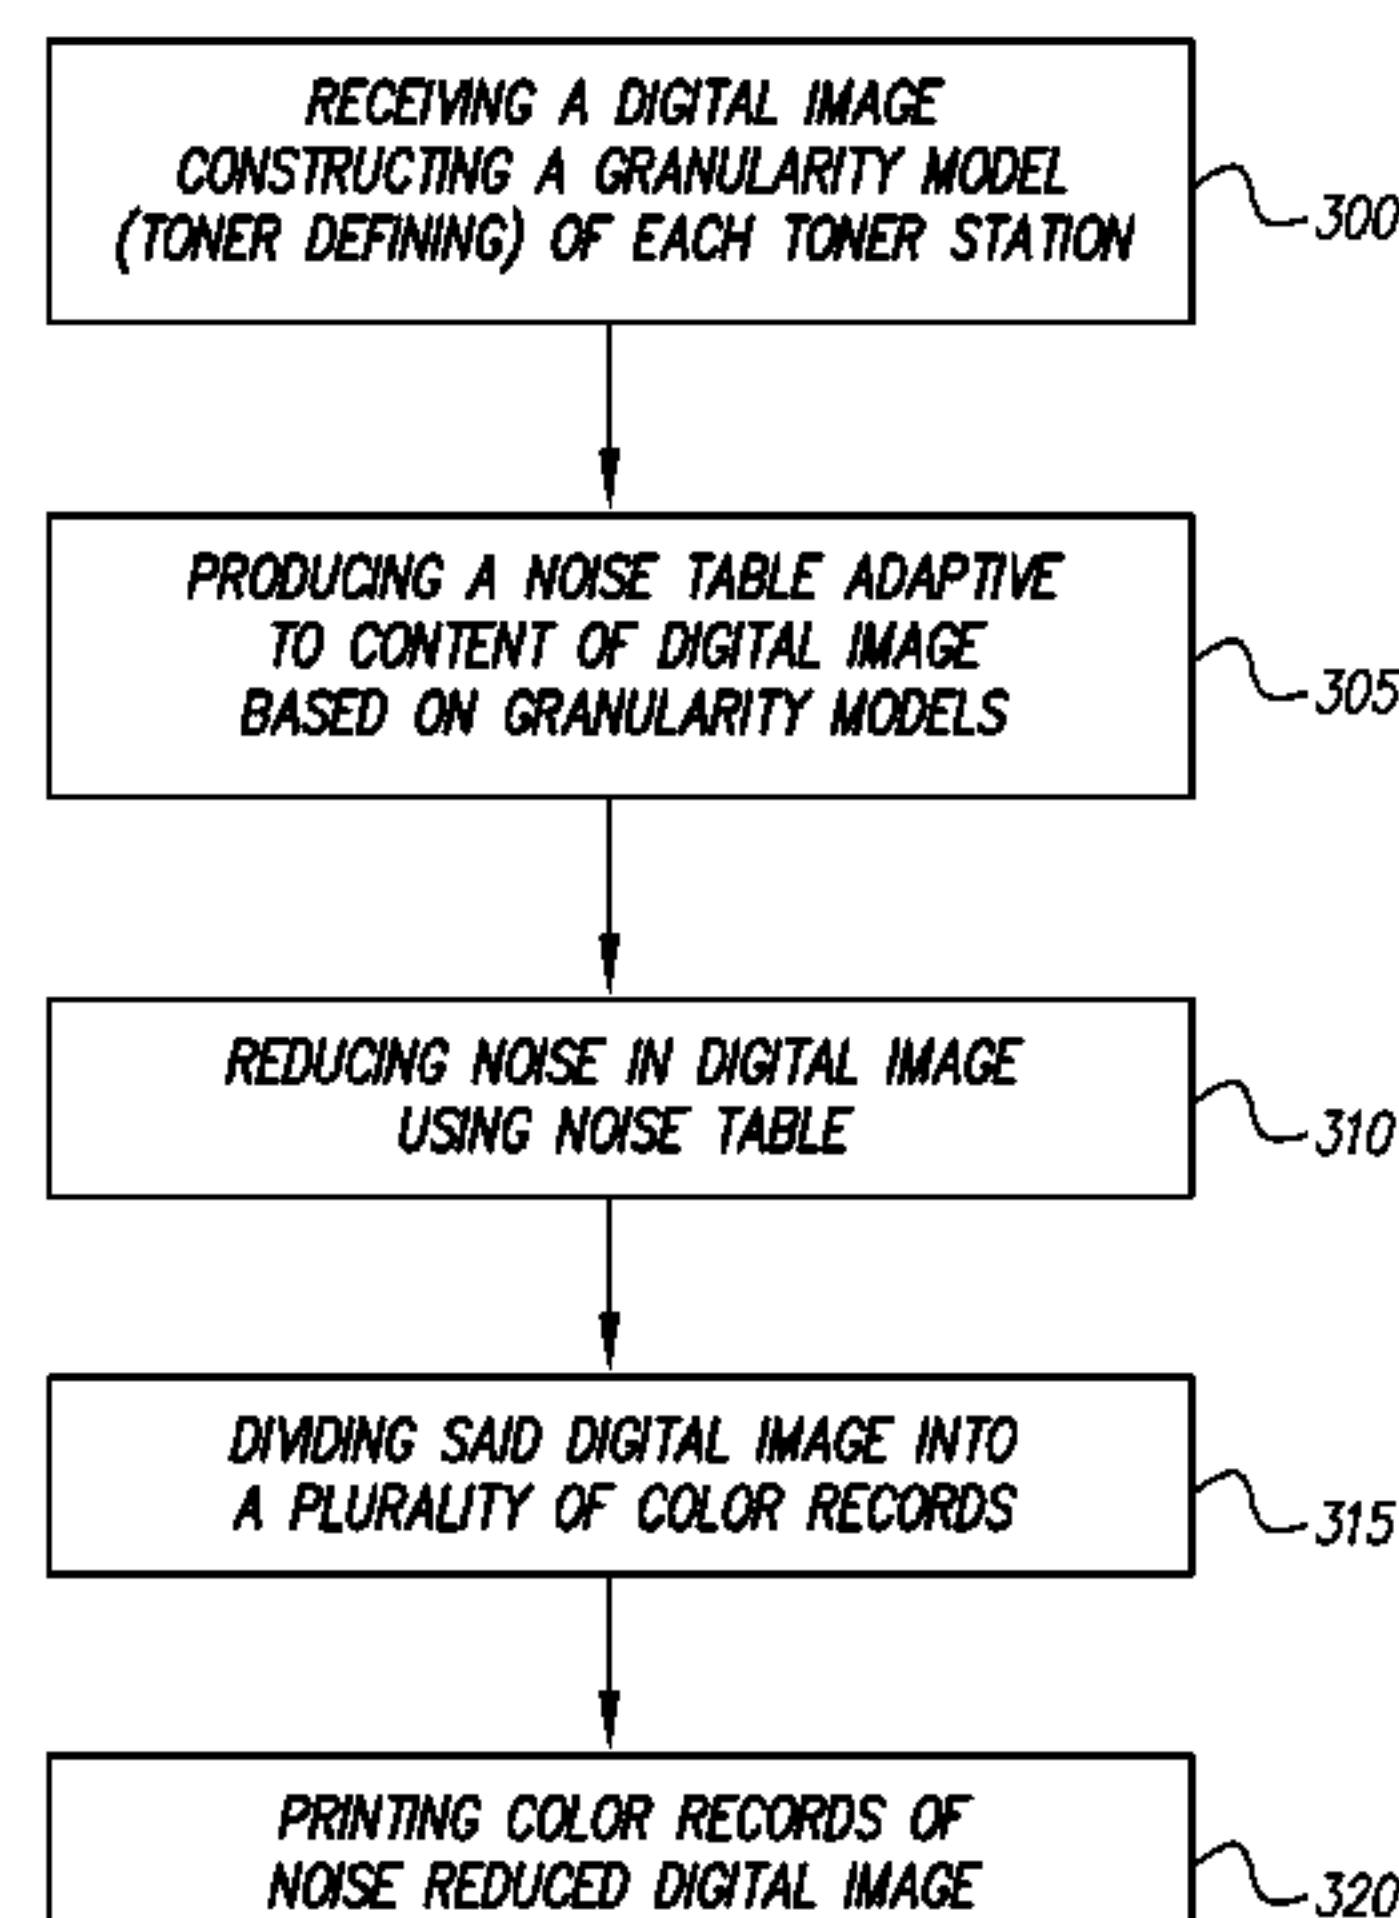 RECEIVING A DIGITAL IMAGE
CONSTRUCTING A GRANULARITY MODEL
(TONER DEFINING) OF EACH TONER STATION
300
PRODUCING A NOISE TABLE ADAPTIVE
TO CONTENT OF DIGITAL IMAGE
BASED ON GRANULARITY MODELS
305
REDUCING NOISE IN DIGITAL IMAGE
USING NOISE TABLE
310
DIVIDING SAID DIGITAL IMAGE INTO
A PLURALITY OF COLOR RECORDS
315
PRINTING COLOR RECORDS OF
NOISE REDUCED DIGITAL IMAGE
320